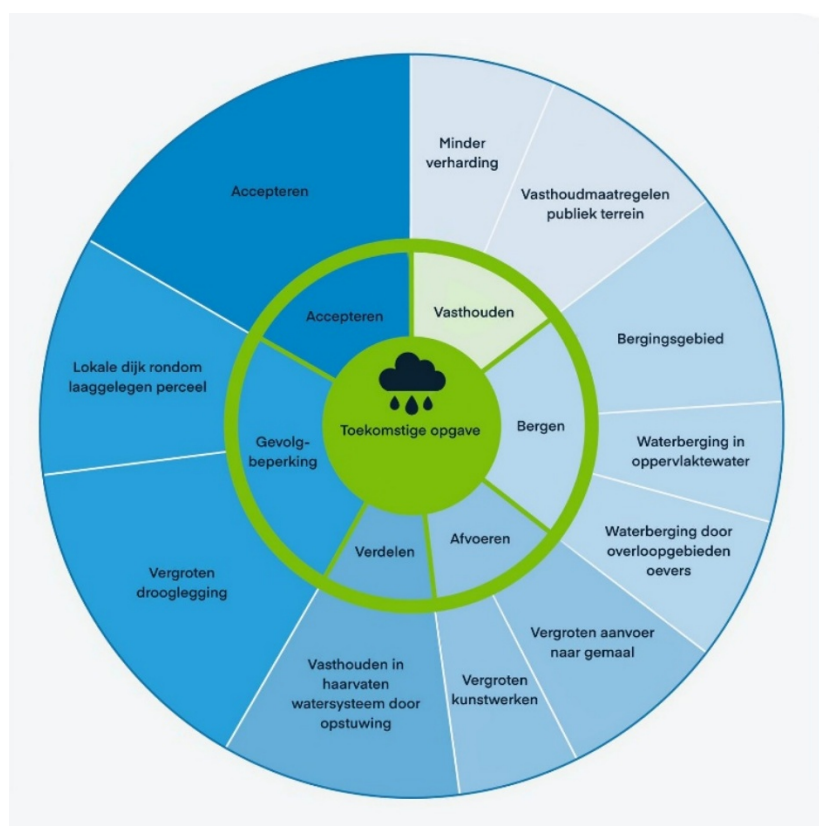 Toekomstige opgave
Accepteren
Vasthouden
Bergen
Afvoeren
Verdelen
Gevolg-
beperking
Accepteren
Minder
verharding
Vasthoudmaatregelen
publiek terrein
Bergingsgebied
Waterberging in
oppervlaktewater
Waterberging door
overloopgebieden
oevers
Vergroten aanvoer
naar gemaal
Vergroten
kunstwerken
Vasthouden in
haarvaten
watersysteem door
opstuwing
Vergroten
drooglegging
Lokale dijk rondom
laaggelegen perceel